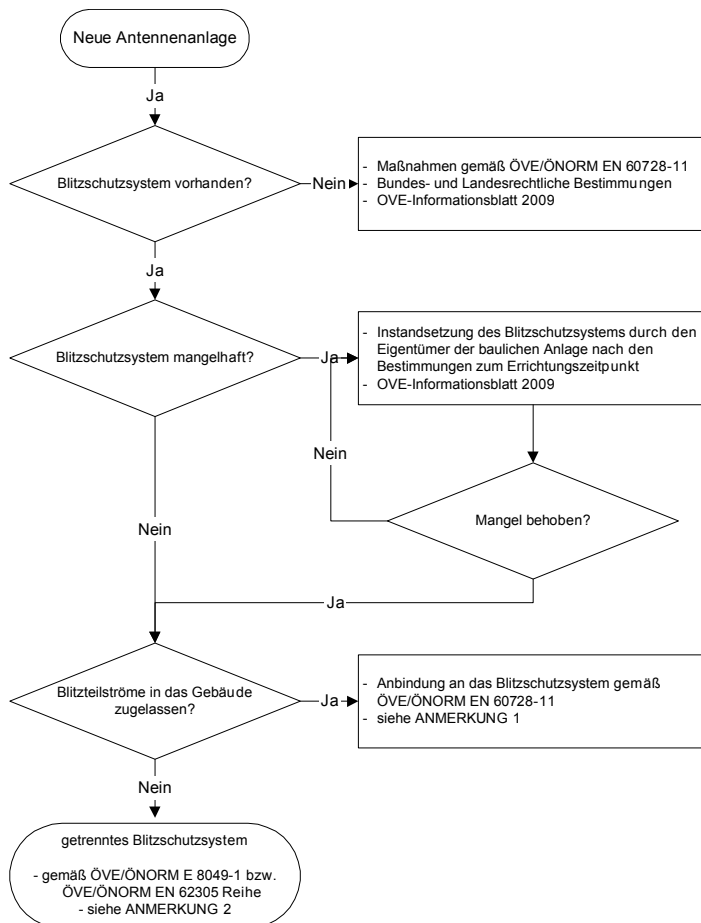 Neue Antennenanlage
Ja
Blitzschutzsystem vorhanden?
Nein
- Maßnahmen gemäß ÖVE/ÖNORM EN 60728-11
- Bundes- und Landesrechtliche Bestimmungen
- OVE-Informationsblatt 2009
Ja
Blitzschutzsystem mangelhaft?
Ja
- Instandsetzung des Blitzschutzsystems durch den
Eigentümer der baulichen Anlage nach den
Bestimmungen zum Errichtungszeitpunkt
- OVE-Informationsblatt 2009
Nein
Mangel behoben?
Nein
Ja
Blitzteilströme in das Gebäude
zugelassen?
Ja
- Anbindung an das Blitzschutzsystem gemäß
ÖVE/ÖNORM EN 60728-11
- siehe ANMERKUNG 1
Nein
getrenntes Blitzschutzsystem
- gemäß ÖVE/ÖNORM E 8049-1 bzw.
ÖVE/ÖNORM EN 62305 Reihe
- siehe ANMERKUNG 2